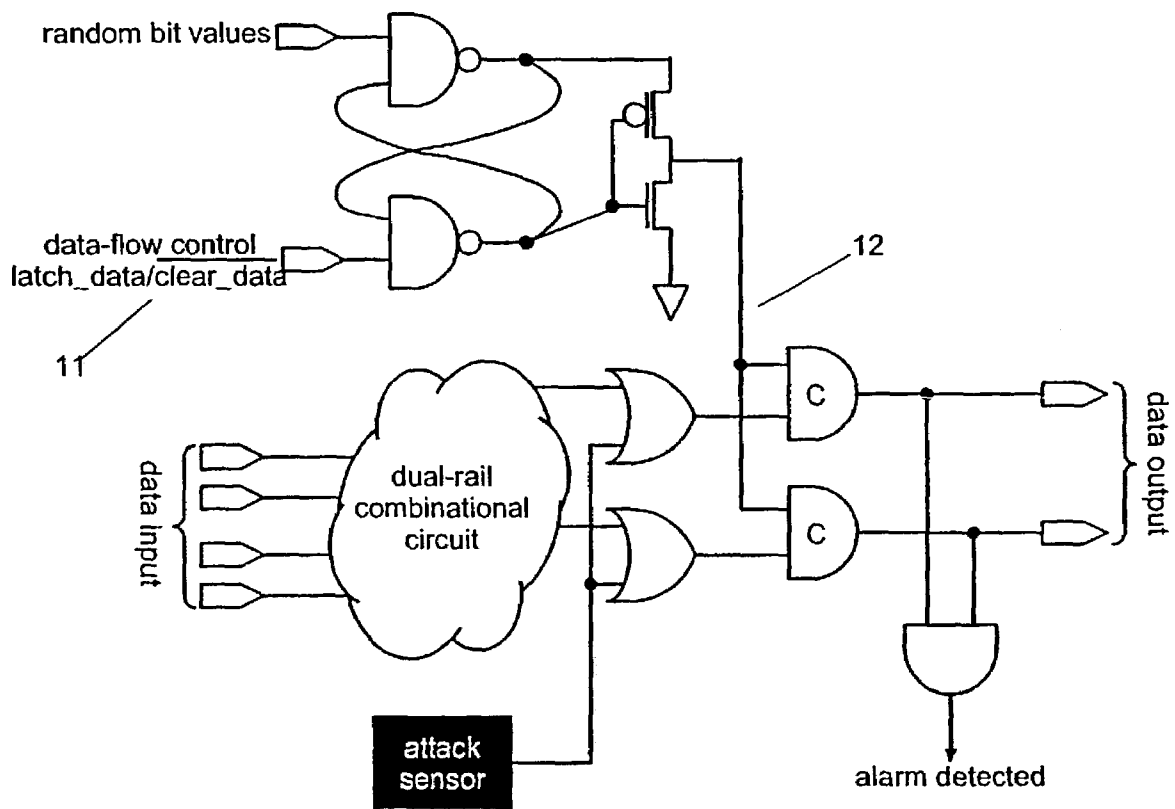 random bit values
data-flow control
latch_data/clear_data
11
12
C
C
data input
dual-rail
combinational
circuit
data output
attack
sensor
alarm detected